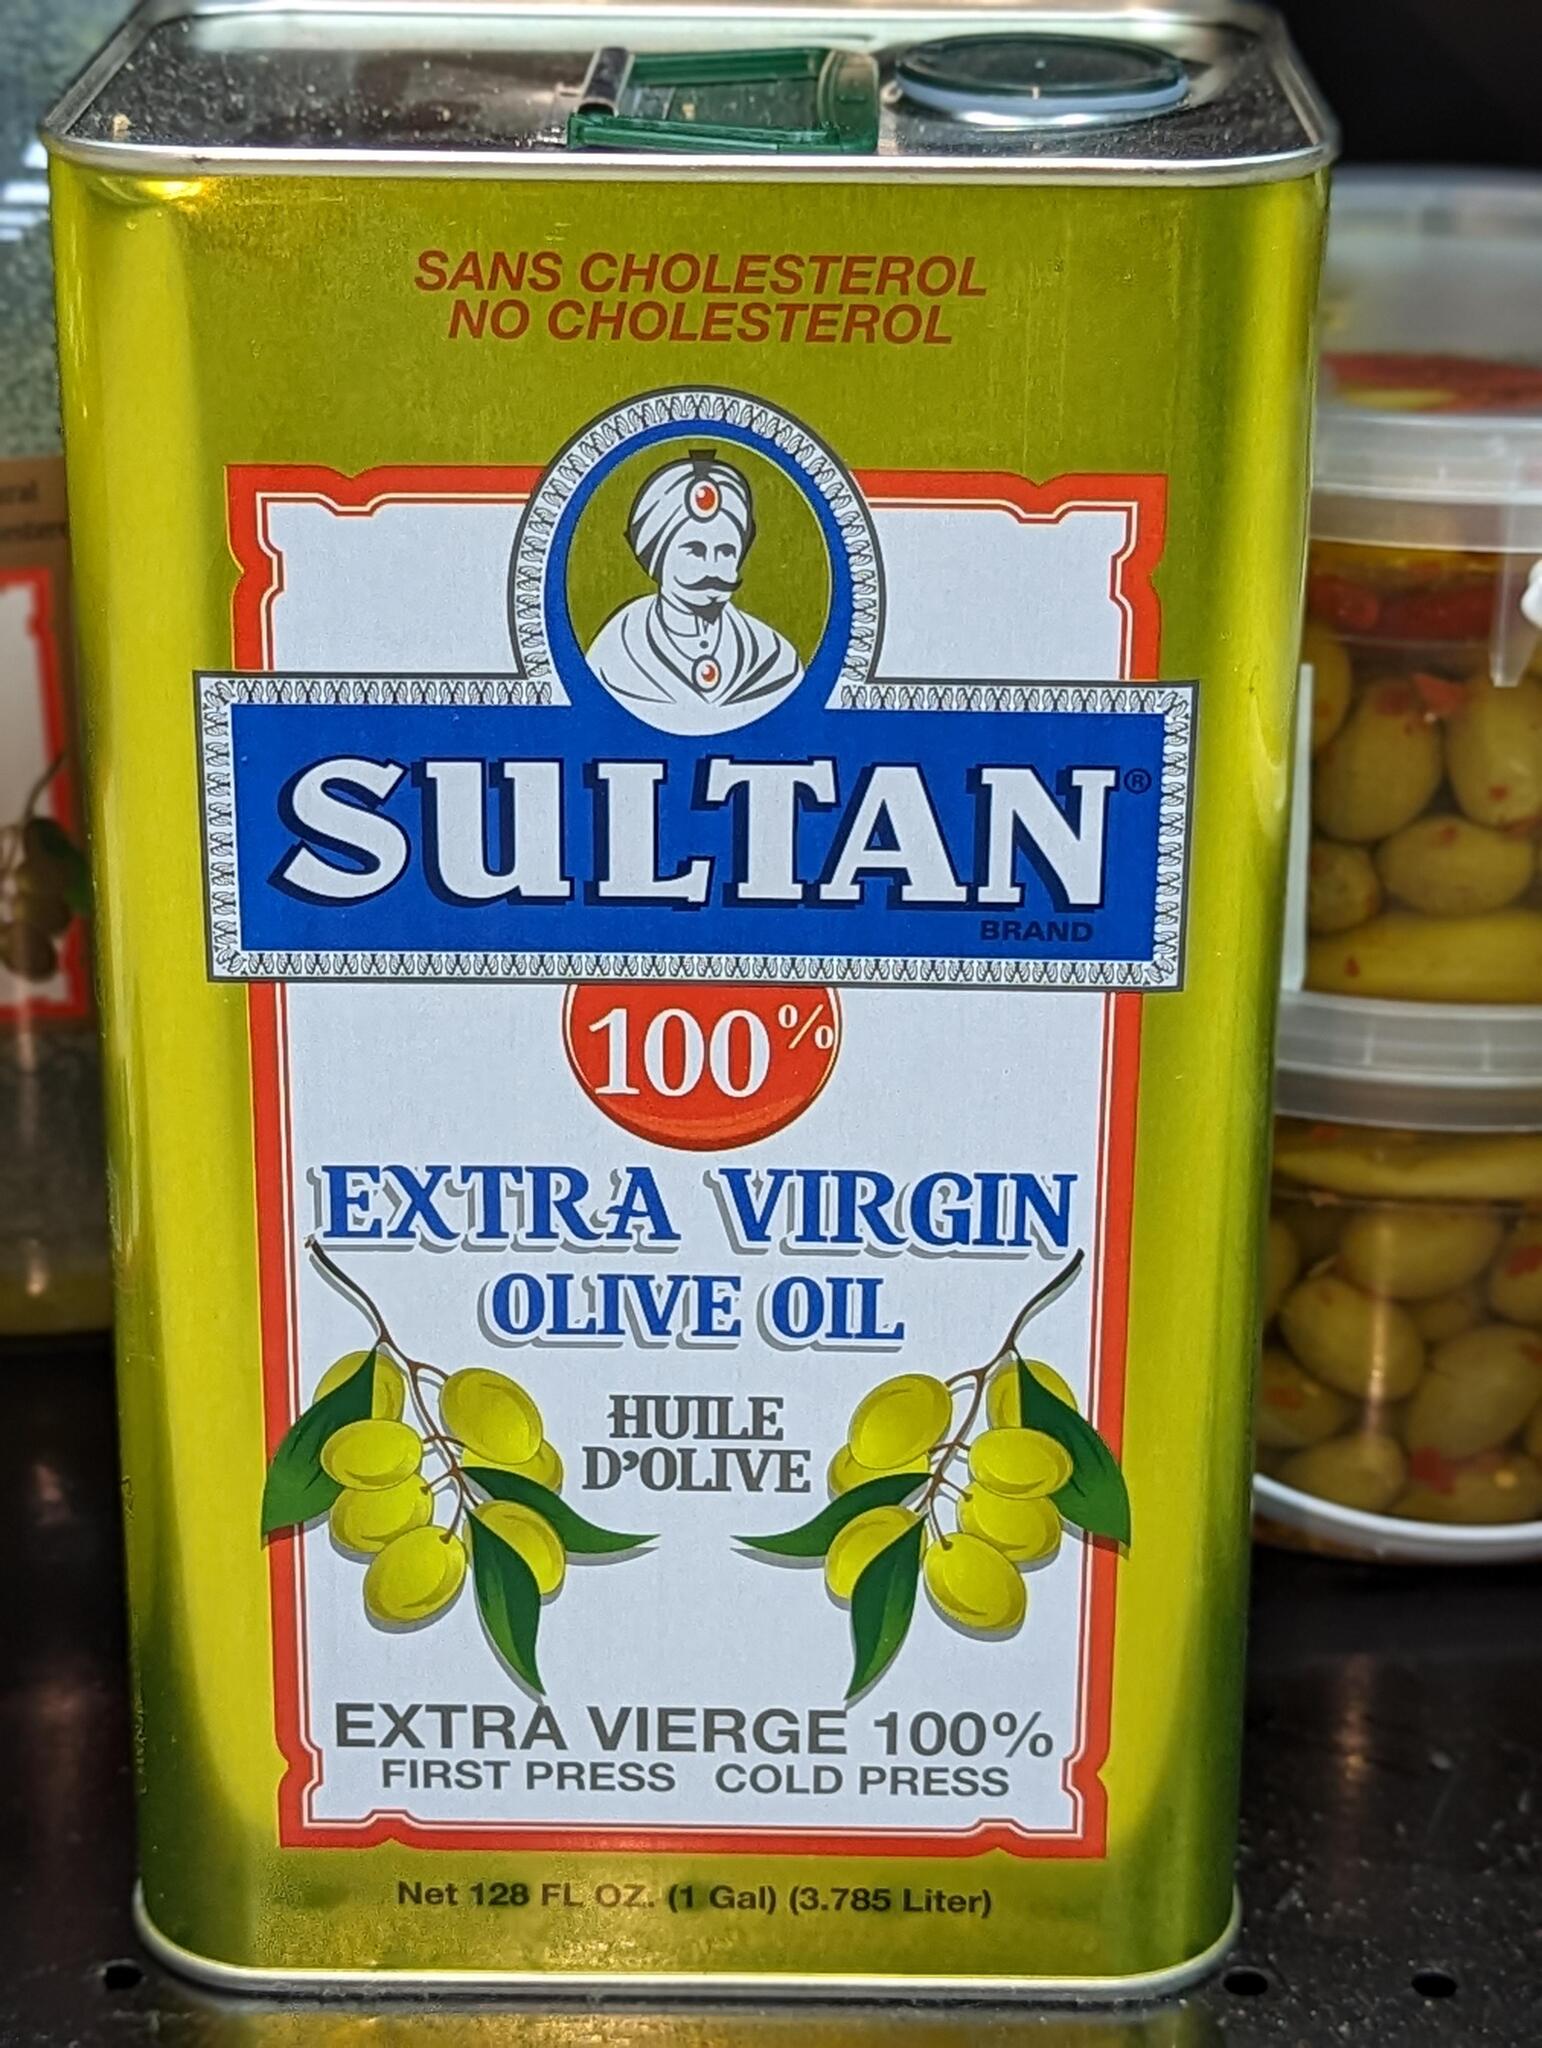 SANS CHOLESTEROL
NO CHOLESTEROL
SULTAN®
BRAND
100%
EXTRA VIRGIN
OLIVE OIL
HUILE
D'OLIVE
EXTRA VIERGE 100%
FIRST PRESS COLD PRESS
Net 128 FL OZ. (1 Gal) (3.785 Liter)